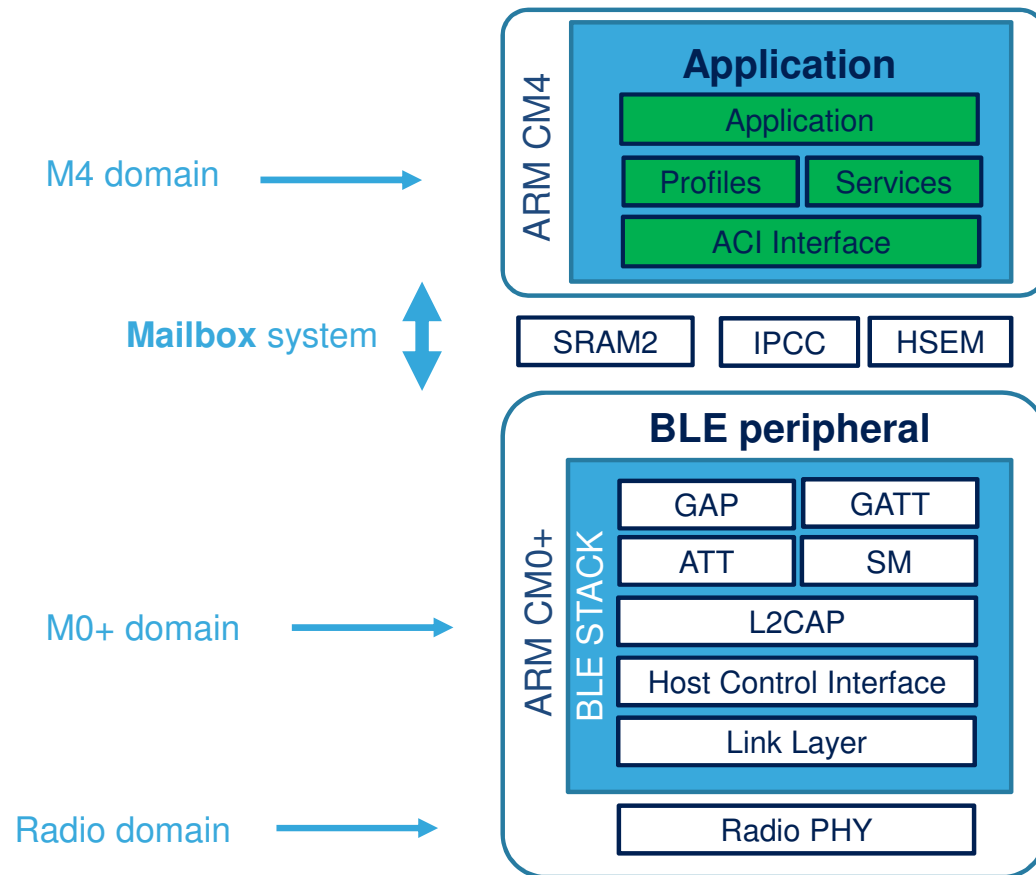 Application
ARM CM4
Application
M4 domain
Profiles
Services
ACI Interface
Mailbox system
SRAM2
IPCC
HSEM
BLE peripheral
ARM CM0+
BLE STACK
GAP
GATT
ATT
SM
M0+ domain
L2CAP
Host Control Interface
Link Layer
Radio domain
Radio PHY